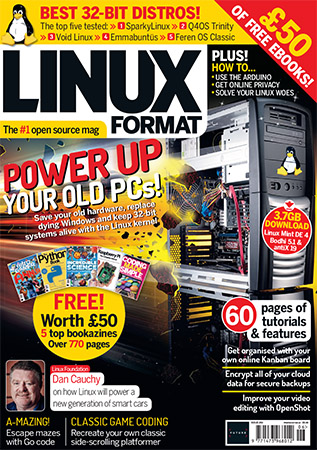 BEST 32-BIT DISTROS!
The top five tested: » 1 SparkyLinux » 2 Q4OS Trinity
» 3 Void Linux » 4 Emmabuntüs » 5 Feren OS Classic
£50
OF FREE EBOOKS!
LINUX
FORMAT
The #1 open source mag
PLUS!
HOW TO...
• USE THE ARDUINO
• GET ONLINE PRIVACY
• SOLVE YOUR LINUX WOES
POWER UP
YOUR OLD PCs!
Save your old hardware, replace
dying Windows and keep 32-bit
systems alive with the Linux kernel
3.7GB
DOWNLOAD
Linux Mint DE 4
Bodhi 5.1 &
antiX 19
Python
INCREDIBLE
SCIENCE
FREE!
Worth £50
5 top bookazines
Over 770 pages
60 pages of
tutorials
& features
Get organised with your
own online Kanban board
Encrypt all of your cloud
data for secure backups
Improve your video
editing with OpenShot
Linux Foundation
Dan Cauchy
on how Linux will power a
new generation of smart cars
A-MAZING!
Escape mazes
with Go code
CLASSIC GAME CODING
Recreate your own classic
side-scrolling platformer
FUTURE
9 771475 968012